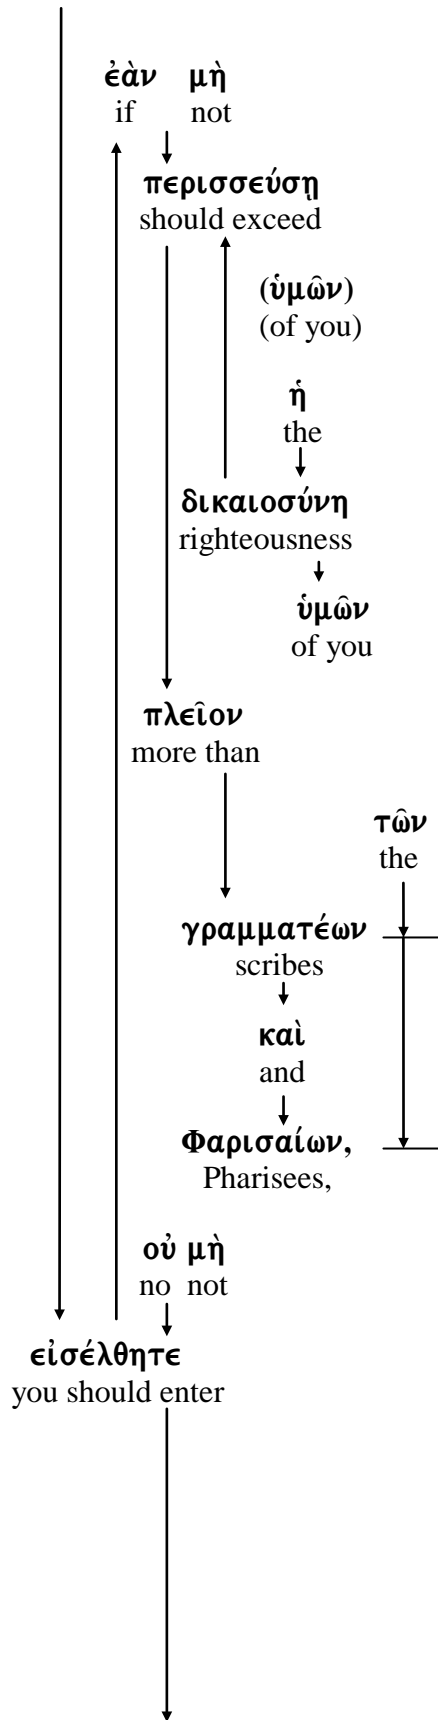 ἐὰν μὴ
if not
περισσεύσῃ
should exceed
(ὑμῶν)
(of you)
ἡ
the
δικαιοσύνη
righteousness
ὑμῶν
of you
πλεῖον
more than
τῶν
the
γραμματέων
scribes
καὶ
and
Φαρισαίων,
Pharisees,
οὐ μὴ
no not
εἰσέλθητε
you should enter